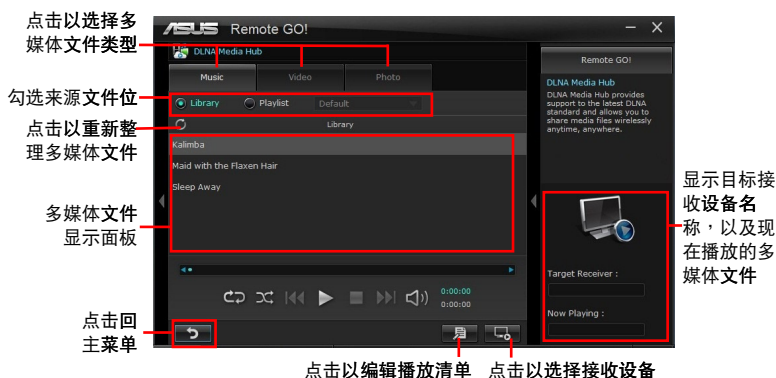 点击以选择多
媒体文件类型
勾选来源文件位
点击以重新整
理多媒体文件
多媒体文件
显示面板
点击回
主菜单
ASUS Remote GO!
DLNA Media Hub
Music Video Photo
Library Playlist Default
Library
Kalimba
Maid with the Flaxen Hair
Sleep Away
0:00:00
0:00:00
Remote GO!
DLNA Media Hub
DLNA Media Hub provides
support to the latest DLNA
standard and allows you to
share media files wirelessly
anytime, anywhere.
Target Receiver :
Now Playing :
显示目标接
收设备名
称，以及现
在播放的多
媒体文件
点击以编辑播放清单 点击以选择接收设备